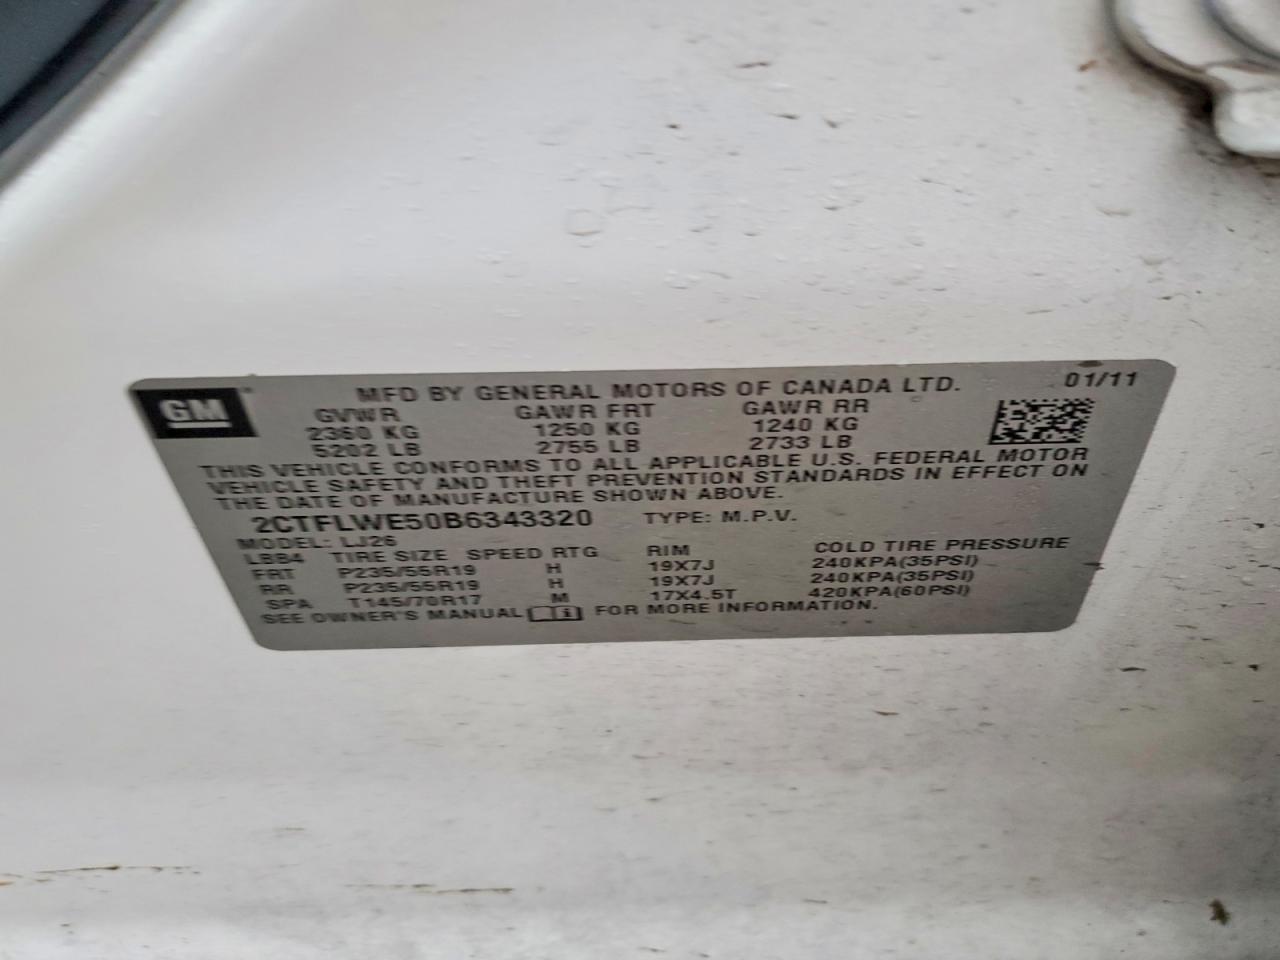 GM
MFD BY GENERAL MOTORS OF CANADA LTD. 01/11
GVWR GAWR FRT GAWR RR
2360 KG 1250 KG 1240 KG
5202 LB 2755 LB 2733 LB
THIS VEHICLE CONFORMS TO ALL APPLICABLE U.S. FEDERAL MOTOR
VEHICLE SAFETY AND THEFT PREVENTION STANDARDS IN EFFECT ON
THE DATE OF MANUFACTURE SHOWN ABOVE.
2CTFLWE50B6343320 TYPE: M.P.V.
MODEL: LJ26
LBB4 TIRE SIZE SPEED RTG RIM COLD TIRE PRESSURE
FRT P235/55R19 H 19X7J 240KPA(35PSI)
RR P235/55R19 H 19X7J 240KPA(35PSI)
SPA T145/70R17 M 17X4.5T 420KPA(60PSI)
SEE OWNER'S MANUAL FOR MORE INFORMATION.